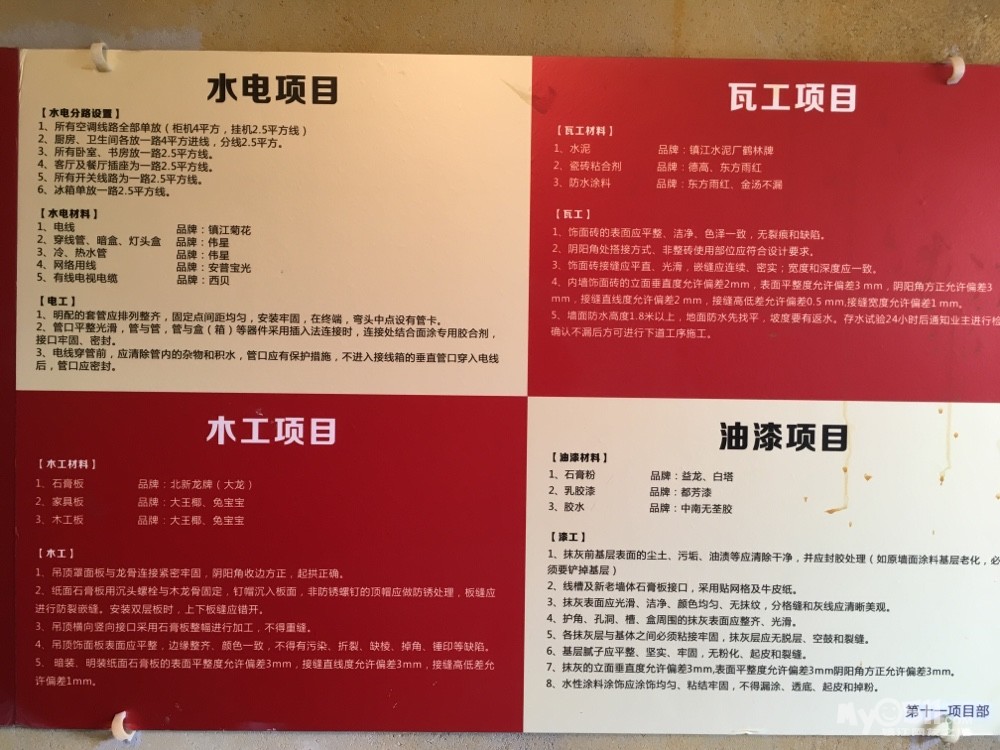 水电项目
【水电分路设置】
1、所有空调线路全部单放（柜机4平方，挂机2.5平方线）
2、厨房、卫生间各放一路4平方进线，分线2.5平方。
3、所有卧室、书房放一路2.5平方线。
4、客厅及餐厅插座为一路2.5平方线。
5、所有开关线路为一路2.5平方线。
6、冰箱单放一路2.5平方线。
【水电材料】
1、电线 品牌：镇江菊花
2、穿线管、暗盒、灯头盒 品牌：伟星
3、冷、热水管 品牌：伟星
4、网络用线 品牌：安普宝光
5、有线电视电缆 品牌：西贝
【电工】
1、明配的套管应排列整齐，固定点间距均匀，安装牢固，在终端，弯头中点设有管卡。
2、管口平整光滑，管与管，管与盒（箱）等器件采用插入法连接时，连接处结合面涂专用胶合剂，
接口牢固、密封。
3、电线穿管前，应清除管内的杂物和积水，管口应有保护措施，不进入接线箱的垂直管口穿入电线
后，管口应密封。
瓦工项目
【瓦工材料】
1、水泥 品牌：镇江水泥厂鹤林牌
2、瓷砖粘合剂 品牌：德高、东方雨红
3、防水涂料 品牌：东方雨红、金汤不漏
【瓦工】
1、饰面砖的表面应平整、洁净、色泽一致，无裂痕和缺陷。
2、阴阳角处搭接方式、非整砖使用部位应符合设计要求。
3、饰面砖接缝应平直、光滑，嵌缝应连续、密实；宽度和深度应一致。
4、内墙饰面砖的立面垂直度允许偏差2mm，表面平整度允许偏差3 mm，阴阳角方正允许偏差3
mm，接缝直线度允许偏差2 mm，接缝高低差允许偏差0.5 mm,接缝宽度允许偏差1 mm。
5、墙面防水高度1.8米以上，地面防水先找平，坡度要有返水。存水试验24小时后通知业主进行检
确认不漏后方可进行下道工序施工。
木工项目
【木工材料】
1、石膏板 品牌：北新龙牌（大龙）
2、家具板 品牌：大王椰、兔宝宝
3、木工板 品牌：大王椰、兔宝宝
【木工】
1、吊顶罩面板与龙骨连接紧密牢固，阴阳角收边方正，起拱正确。
2、纸面石膏板用沉头螺栓与木龙骨固定，钉帽沉入板面，非防锈螺钉的顶帽应做防锈处理，板缝应
进行防裂嵌缝。安装双层板时，上下板缝应错开。
3、吊顶横向竖向接口采用石膏板整幅进行加工，不得重缝。
4、吊顶饰面板表面应平整，边缘整齐、颜色一致，不得有污染、折裂、缺棱、掉角、锤印等缺陷。
5、暗装、明装纸面石膏板的表面平整度允许偏差3mm，接缝直线度允许偏差3mm，接缝高低差允
许偏差1mm。
油漆项目
【油漆材料】
1、石膏粉 品牌：益龙、白塔
2、乳胶漆 品牌：都芳漆
3、胶水 品牌：中南无圣胶
【漆工】
1、抹灰前基层表面的尘土、污垢、油渍等应清除干净，并应封胶处理（如原墙面涂料基层老化，必
须要铲掉基层）
2、线槽及新老墙体石膏板接口，采用贴网格及牛皮纸。
3、抹灰表面应光滑、洁净、颜色均匀、无抹纹，分格缝和灰线应清晰美观。
4、护角、孔洞、槽、盒周围的抹灰表面应整齐、光滑。
5、各抹灰层与基体之间必须粘接牢固，抹灰层应无脱层、空鼓和裂缝。
6、基层腻子应平整、坚实、牢固，无粉化、起皮和裂缝。
7、抹灰的立面垂直度允许偏差3mm,表面平整度允许偏差3mm阴阳角方正允许偏差3mm。
8、水性涂料涂饰应涂饰均匀、粘结牢固，不得漏涂、透底、起皮和掉粉。
第十一项目部